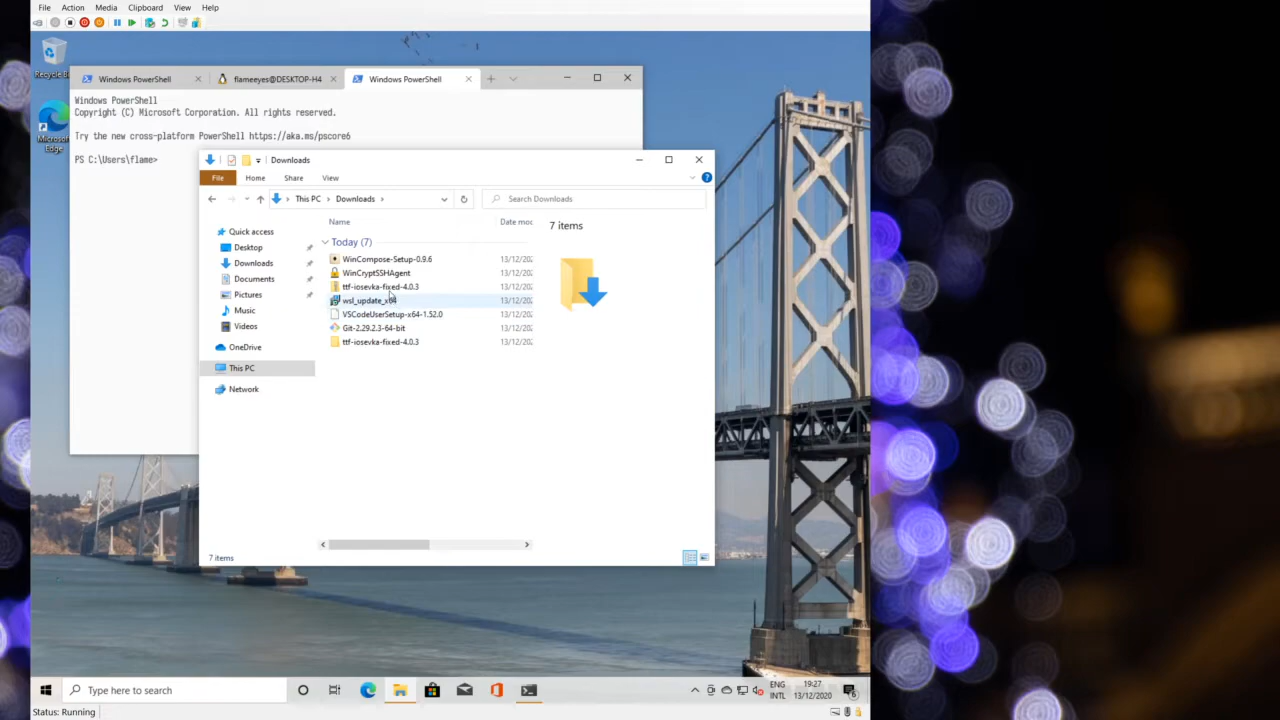 File Action Media Clipboard View Help
Recycle Bi
Windows PowerShell
flameeyes@DESKTOP-H4
Windows PowerShell
Windows PowerShell
Copyright (C) Microsoft Corporation. All rights reserved.
Try the new cross-platform PowerShell https://aka.ms/pscore6
PS C:\Users\flame>
Microsoft
Edge
Downloads
File Home Share View
This PC > Downloads >
Search Downloads
Name
Date mod
7 items
Quick access
Desktop
Downloads
Documents
Pictures
Music
Videos
OneDrive
This PC
Network
Today (7)
WinCompose-Setup-0.9.6 13/12/202
WinCryptSSHAgent 13/12/202
ttf-iosevka-fixed-4.0.3 13/12/202
wsl_update_x64 13/12/202
VSCodeUserSetup-x64-1.52.0 13/12/202
Git-2.29.2.3-64-bit 13/12/202
ttf-iosevka-fixed-4.0.3 13/12/202
7 items
Type here to search
ENG
INTL
19:27
13/12/2020
6
Status: Running